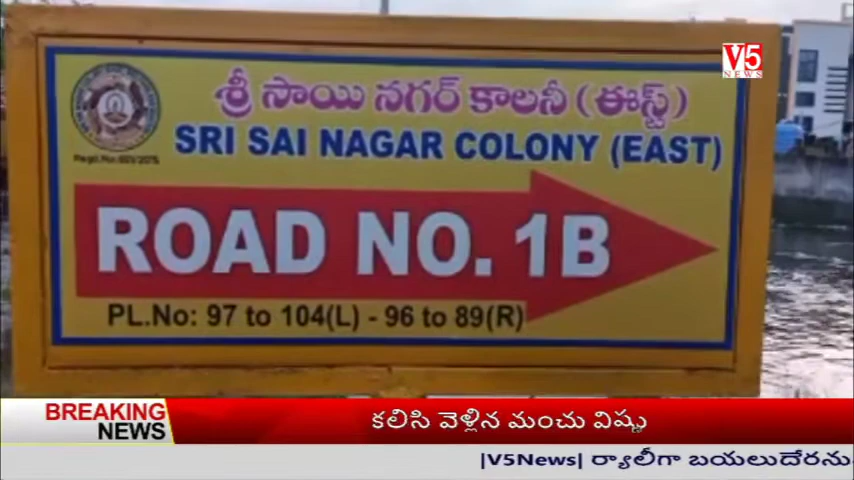 V5
NEWS
శ్రీ సాయి నగర్ కాలనీ (ఈస్ట్)
SRI SAI NAGAR COLONY (EAST)
ROAD NO. 1B
PL.No: 97 to 104(L) - 96 to 89(R)
BREAKING
NEWS
కలిసి వెళ్లిన మంచు విష్ణు
|V5News| ర్యాలీగా బయలుదేరను